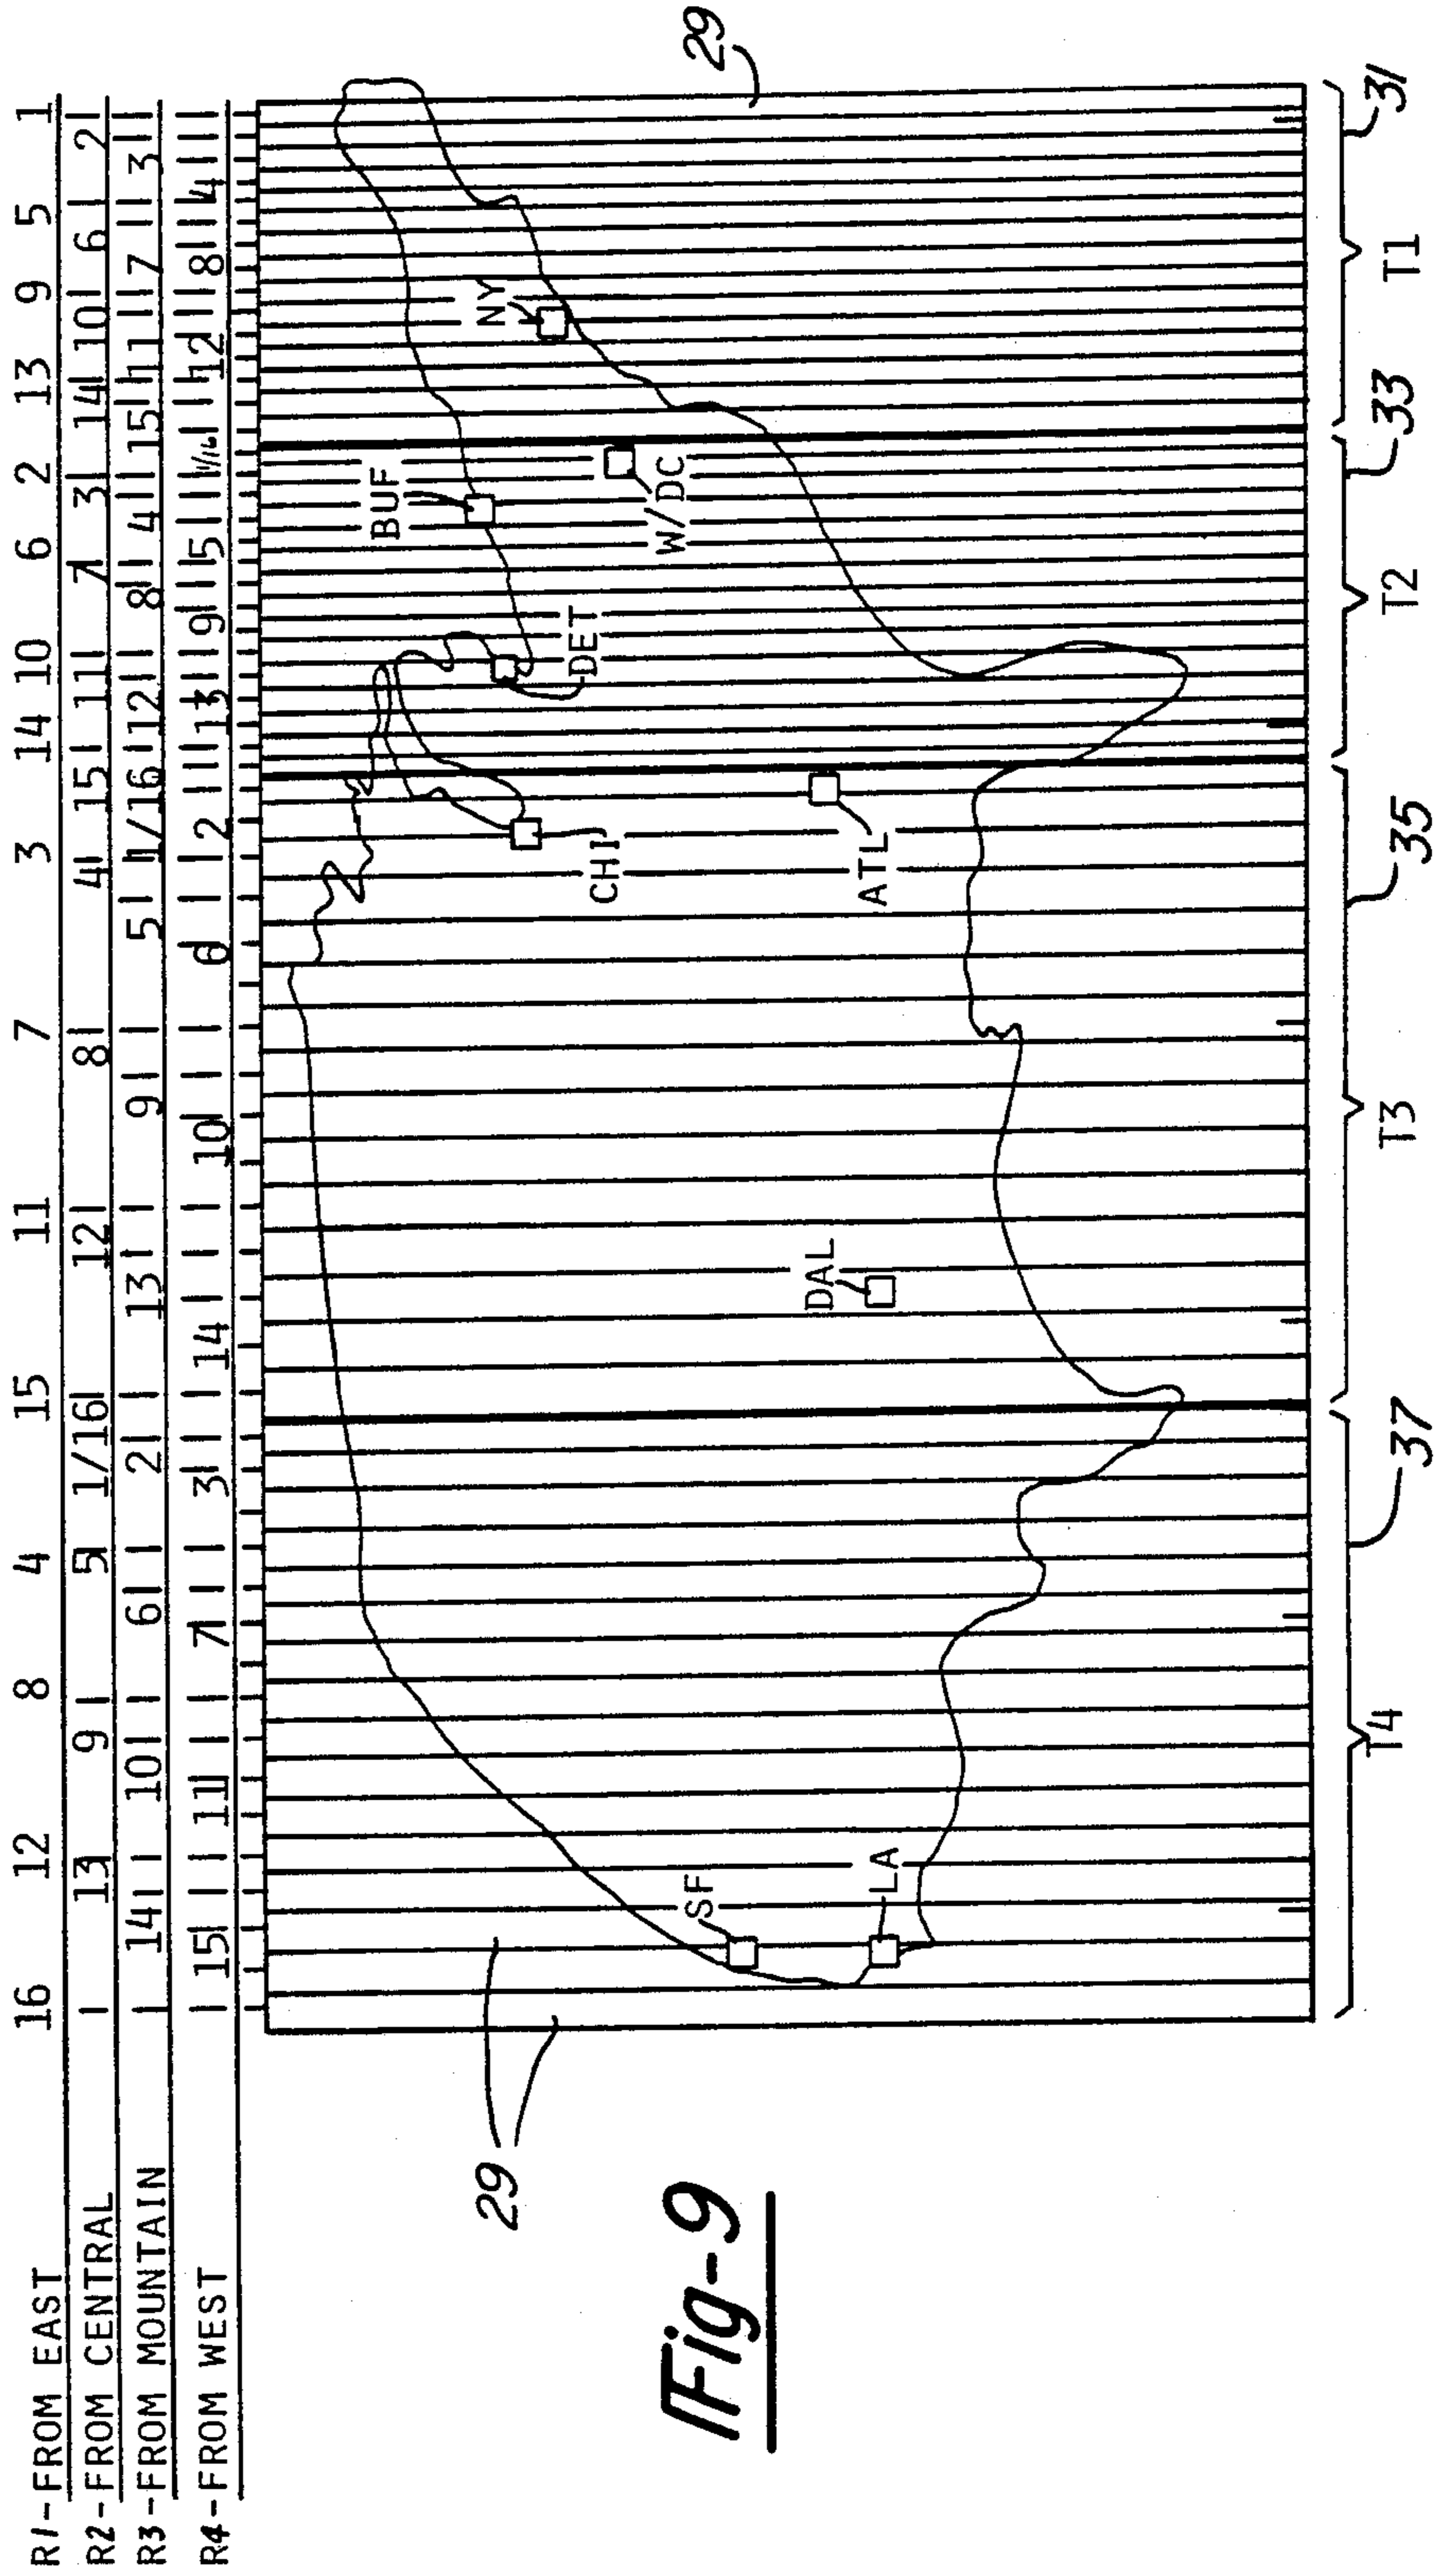 R1-FROM EAST 16 12 8 4 15 11 7 3 14 10 6 2 13 9 5 1
R2-FROM CENTRAL 13 9 5 1/16 12 8 4 15 11 7 3 14 10 6 2
R3-FROM MOUNTAIN 14 10 6 2 13 9 5 1/16 12 8 4 15 11 7 3
R4-FROM WEST 15 11 7 3 14 10 6 2 13 9 5 1/16 12 8 4
BUF
NY
29
DET
CHI
W/DC
SF
DAL
ATL
LA
29
37
35
33
31
T4
T3
T2
T1
Fig-9